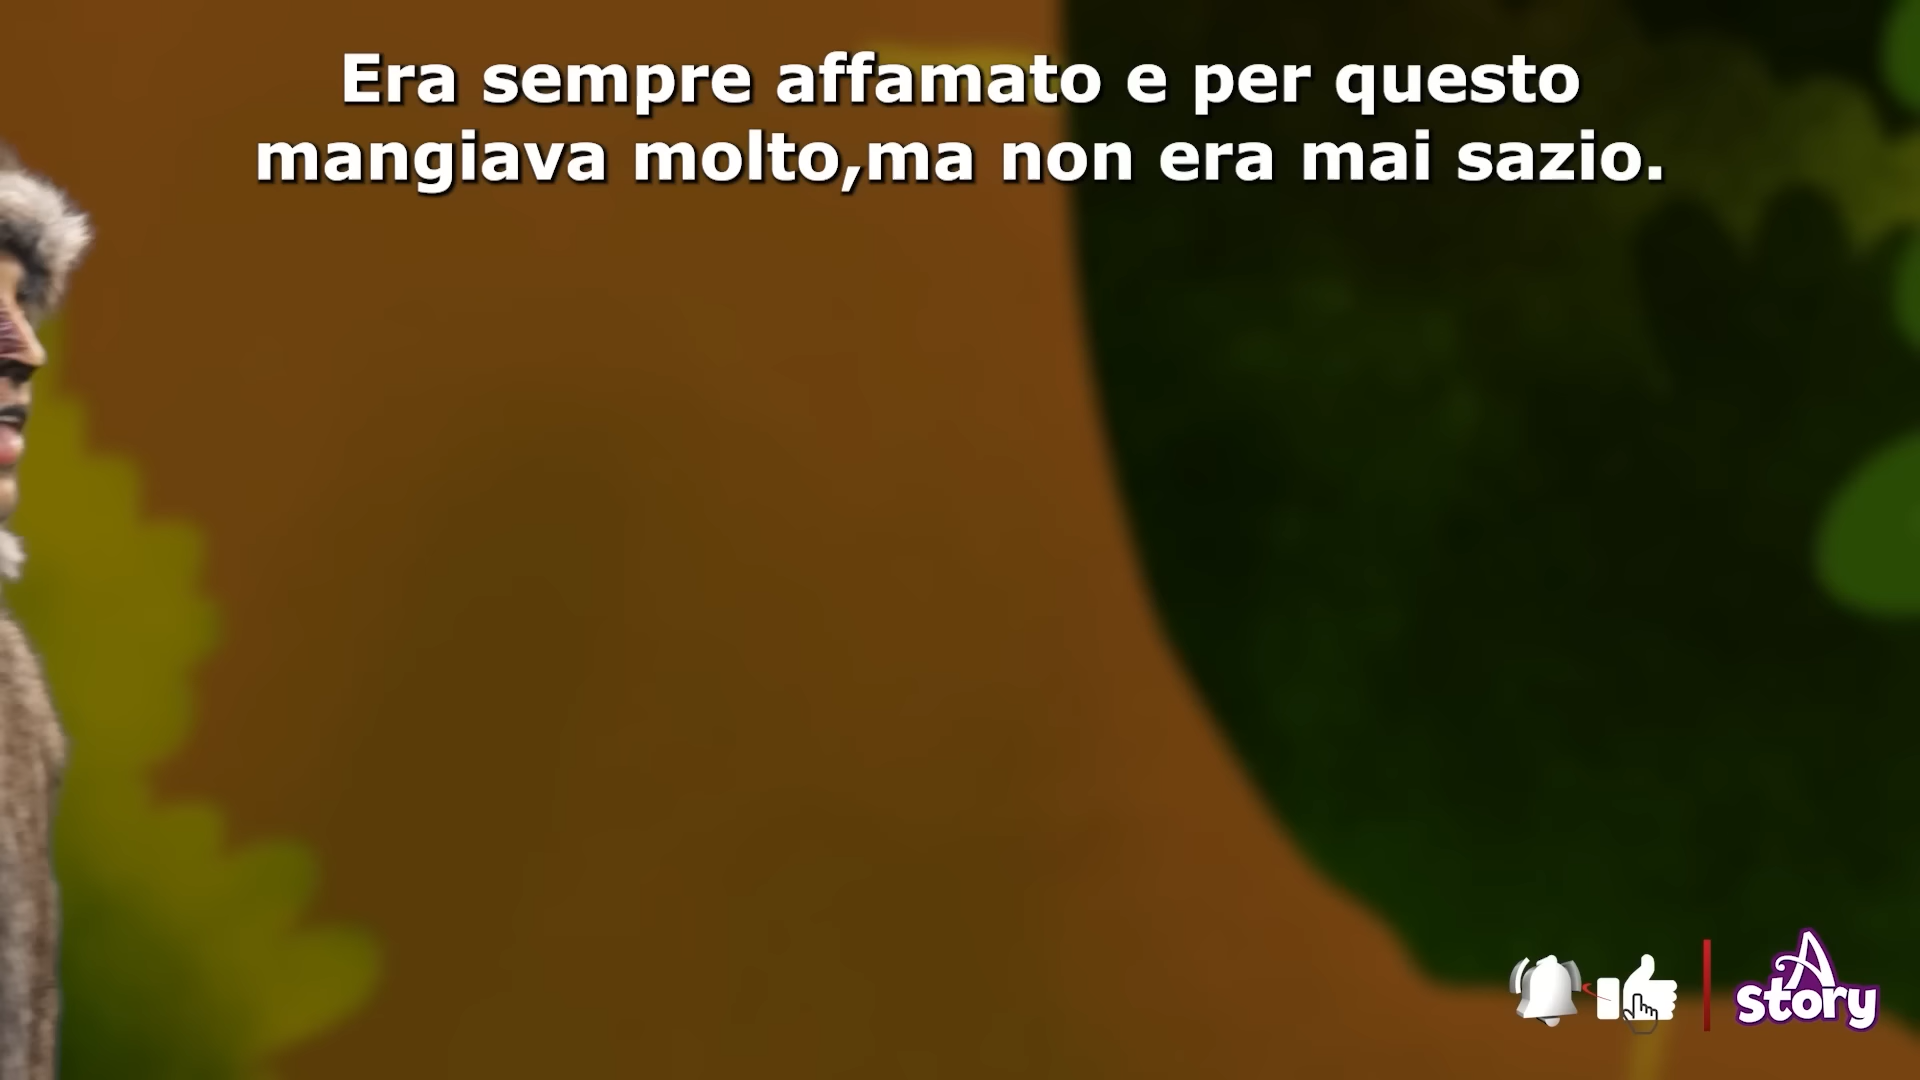 Era sempre affamato e per questo
mangiava molto,ma non era mai sazio.
A
story